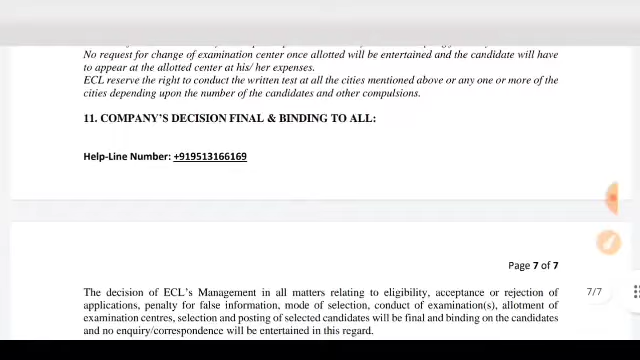 No request for change of examination center once allotted will be entertained and the candidate will have
to appear at the allotted center at his/ her expenses.
ECL reserve the right to conduct the written test at all the cities mentioned above or any one or more of the
cities depending upon the number of the candidates and other compulsions.
11. COMPANY'S DECISION FINAL & BINDING TO ALL:
Help-Line Number: +919513166169
Page 7 of 7
The decision of ECL's Management in all matters relating to eligibility, acceptance or rejection of
applications, penalty for false information, mode of selection, conduct of examination(s), allotment of
examination centres, selection and posting of selected candidates will be final and binding on the candidates
and no enquiry/correspondence will be entertained in this regard.
7/7